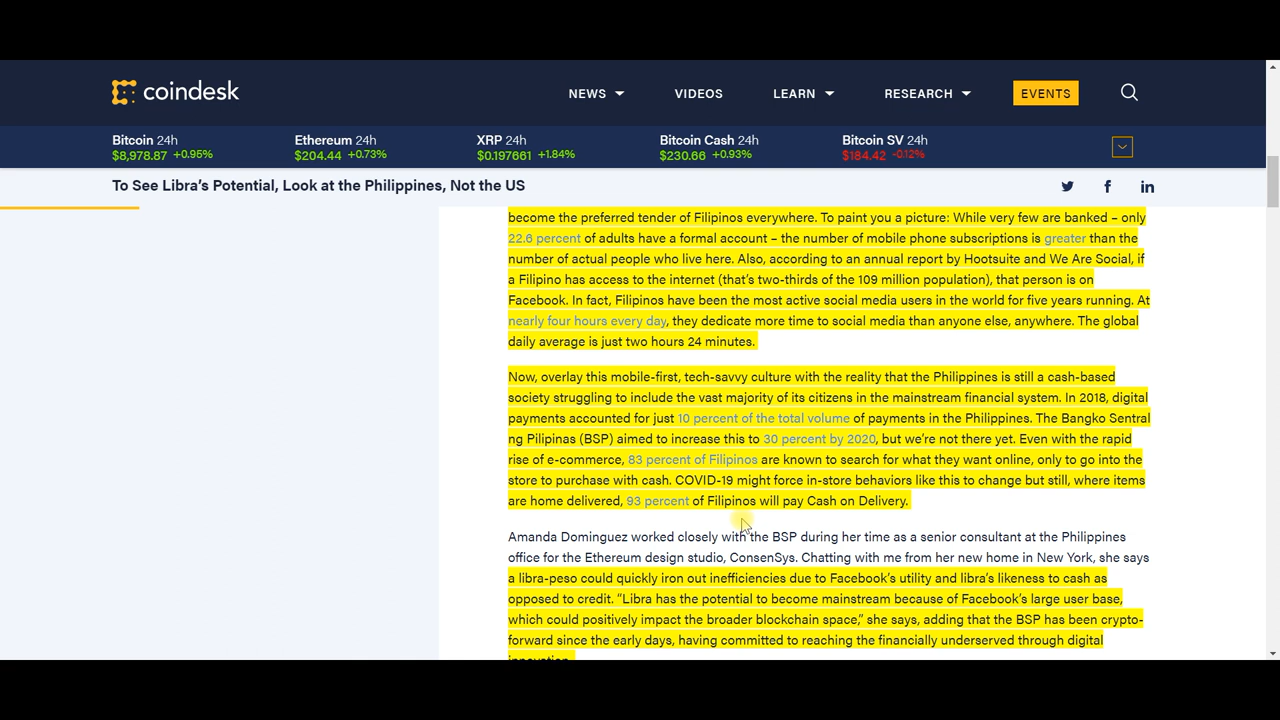 coindesk
NEWS
VIDEOS
LEARN
RESEARCH
EVENTS
Bitcoin 24h
$8,978.87 +0.95%
Ethereum 24h
$204.44 +0.73%
XRP 24h
$0.197661 +1.84%
Bitcoin Cash 24h
$230.66 +0.93%
Bitcoin SV 24h
$184.42 -0.12%
To See Libra's Potential, Look at the Philippines, Not the US
become the preferred tender of Filipinos everywhere. To paint you a picture: While very few are banked – only
22.6 percent of adults have a formal account – the number of mobile phone subscriptions is greater than the
number of actual people who live here. Also, according to an annual report by Hootsuite and We Are Social, if
a Filipino has access to the internet (that's two-thirds of the 109 million population), that person is on
Facebook. In fact, Filipinos have been the most active social media users in the world for five years running. At
nearly four hours every day, they dedicate more time to social media than anyone else, anywhere. The global
daily average is just two hours 24 minutes.
Now, overlay this mobile-first, tech-savvy culture with the reality that the Philippines is still a cash-based
society struggling to include the vast majority of its citizens in the mainstream financial system. In 2018, digital
payments accounted for just 10 percent of the total volume of payments in the Philippines. The Bangko Sentral
ng Pilipinas (BSP) aimed to increase this to 30 percent by 2020, but we're not there yet. Even with the rapid
rise of e-commerce, 83 percent of Filipinos are known to search for what they want online, only to go into the
store to purchase with cash. COVID-19 might force in-store behaviors like this to change but still, where items
are home delivered, 93 percent of Filipinos will pay Cash on Delivery.
Amanda Dominguez worked closely with the BSP during her time as a senior consultant at the Philippines
office for the Ethereum design studio, ConsenSys. Chatting with me from her new home in New York, she says
a libra-peso could quickly iron out inefficiencies due to Facebook's utility and libra's likeness to cash as
opposed to credit. "Libra has the potential to become mainstream because of Facebook's large user base,
which could positively impact the broader blockchain space," she says, adding that the BSP has been crypto-
forward since the early days, having committed to reaching the financially underserved through digital
innovation.